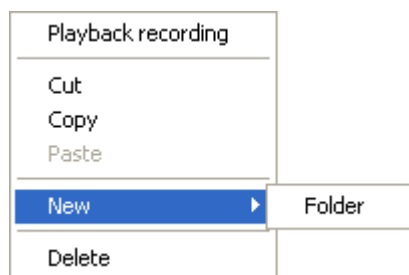 Playback recording
Cut
Copy
Paste
New
Folder
Delete